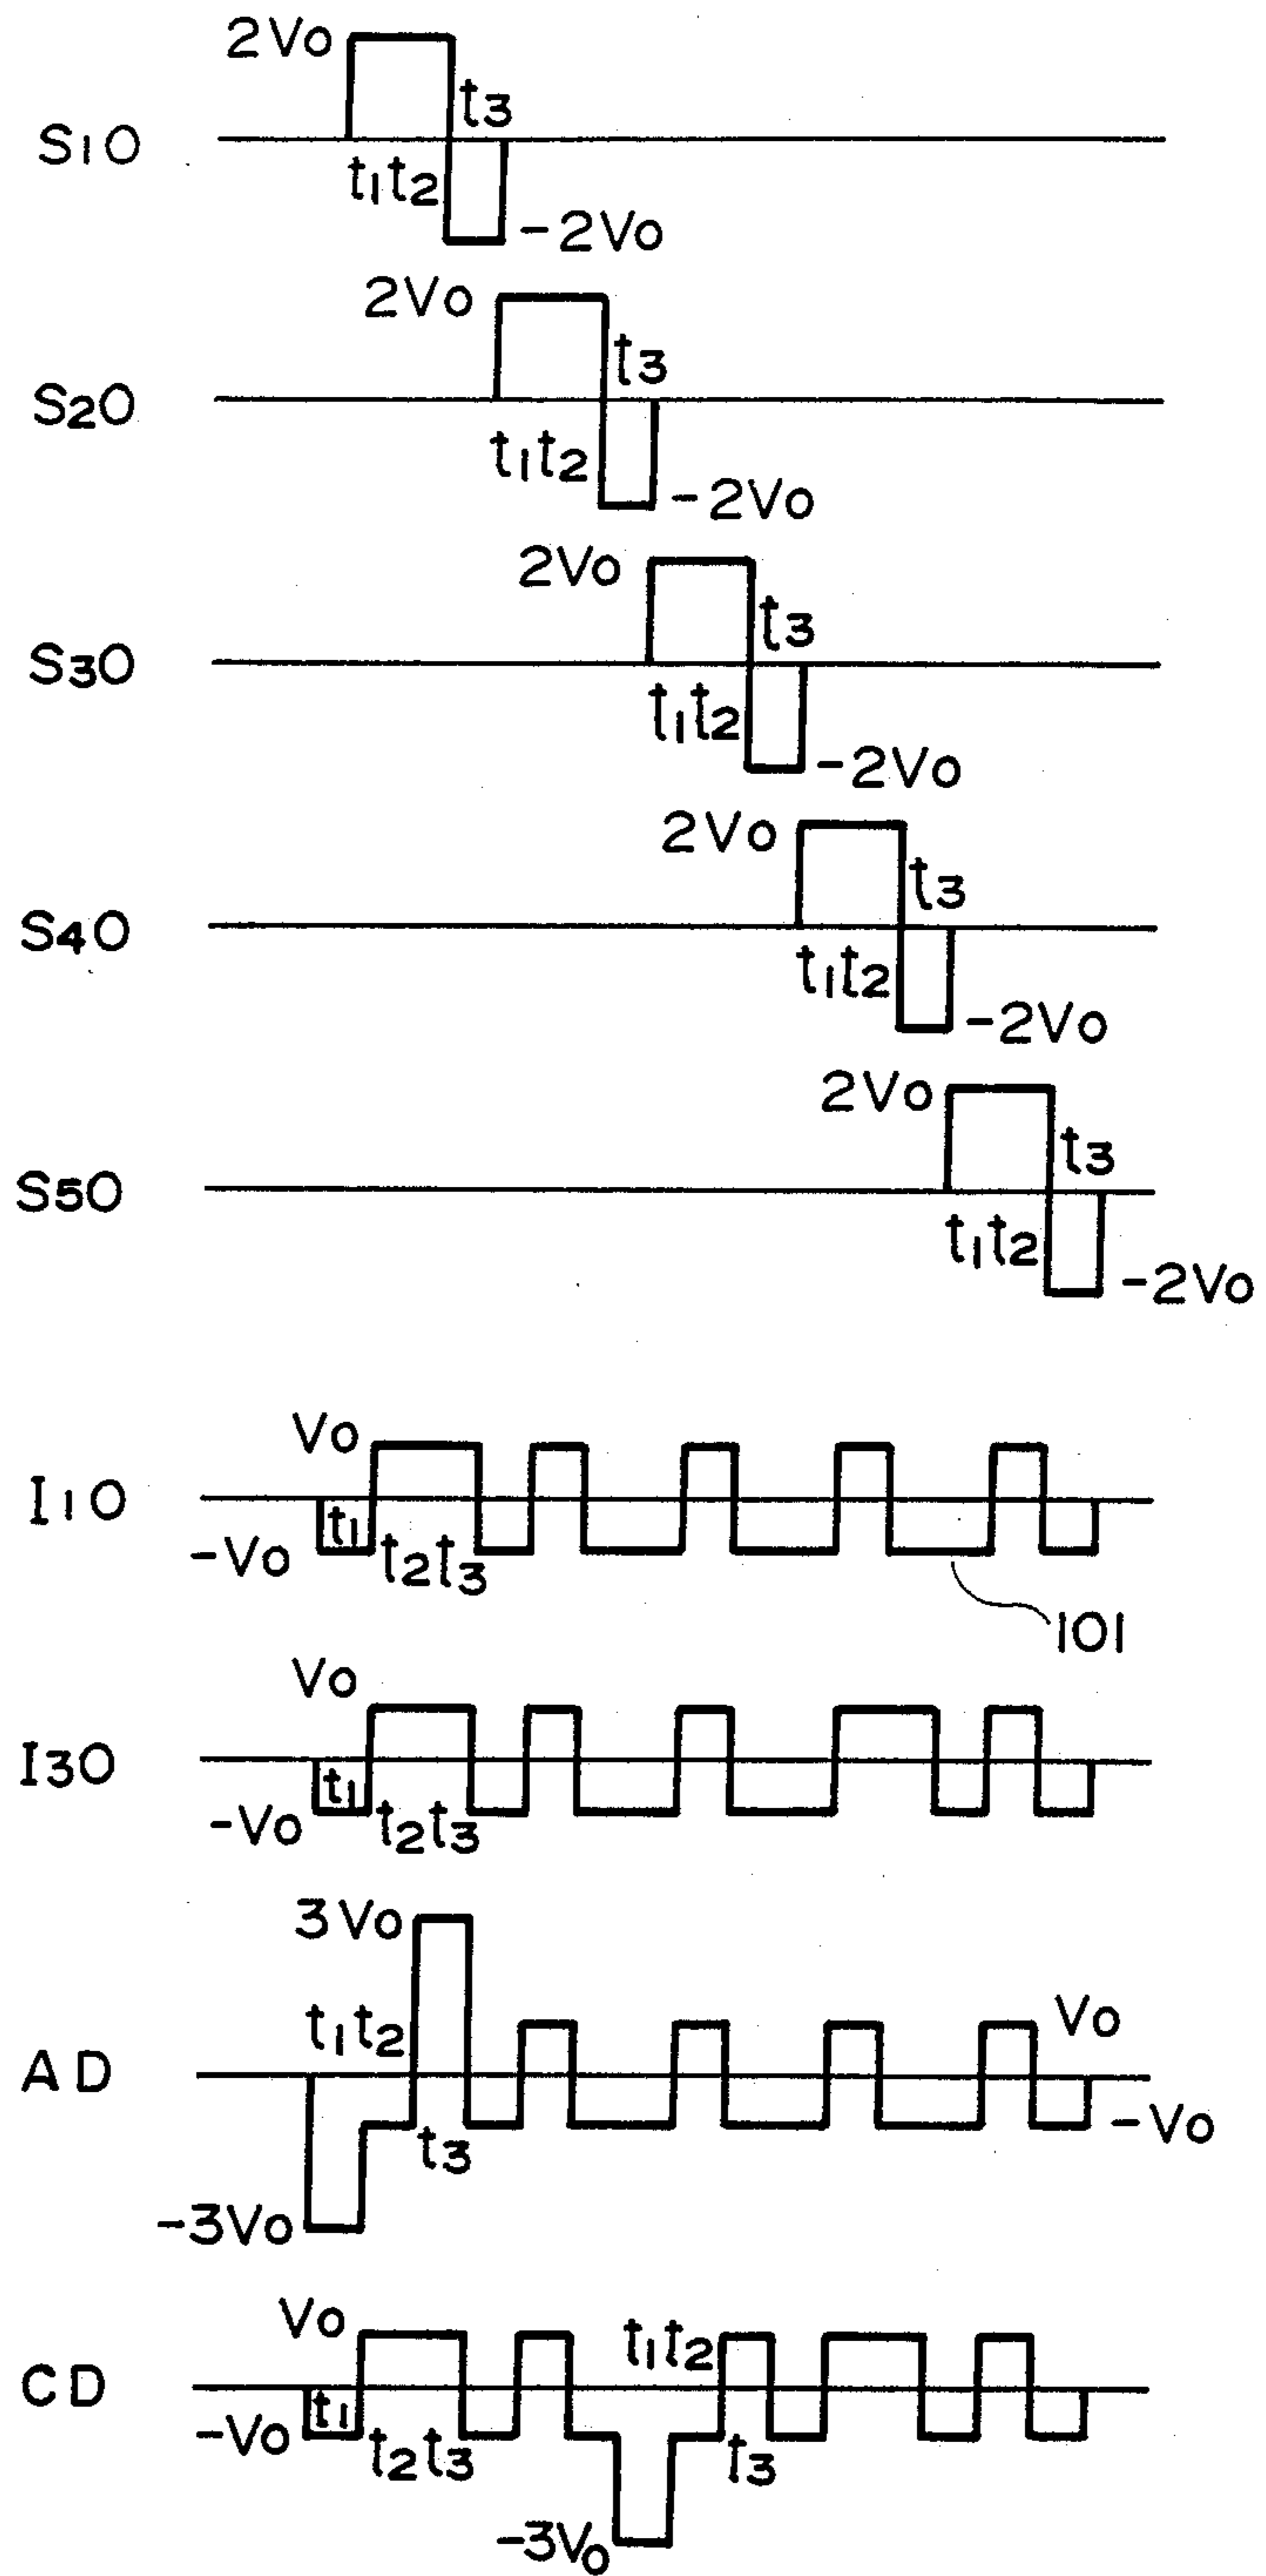 2Vo
t3
S1O
t1t2
-2Vo
2Vo
t3
S2O
t1t2
-2Vo
2Vo
t3
S3O
t1t2
-2Vo
2Vo
t3
S4O
t1t2
-2Vo
2Vo
t3
S5O
t1t2
-2Vo
Vo
I1O
t1
-Vo
t2t3
101
Vo
I3O
t1
-Vo
t2t3
3Vo
t1t2
Vo
AD
t3
-Vo
-3Vo
Vo
t1t2
CD
t1
-Vo
t2t3
t3
-3Vo